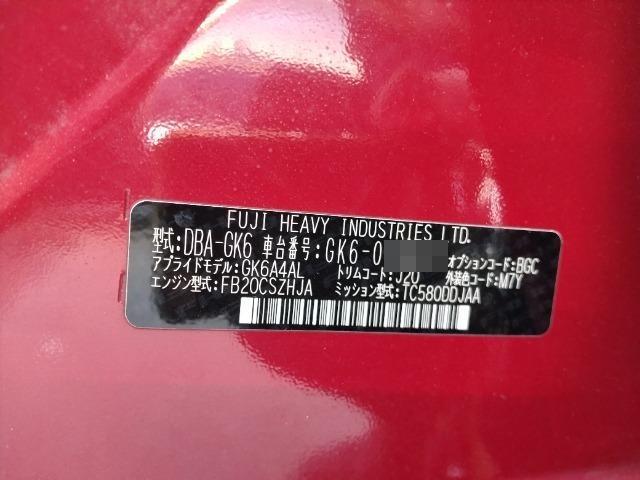 FUJI HEAVY INDUSTRIES LTD.
型式:DBA-GK6 車台番号:GK6-0
アプライドモデル:GK6A4AL トリムコード:J20 オプションコード:BGC
エンジン型式:FB20CSZHJA ミッション型式:TC580DDJAA 外装色コード:M7Y